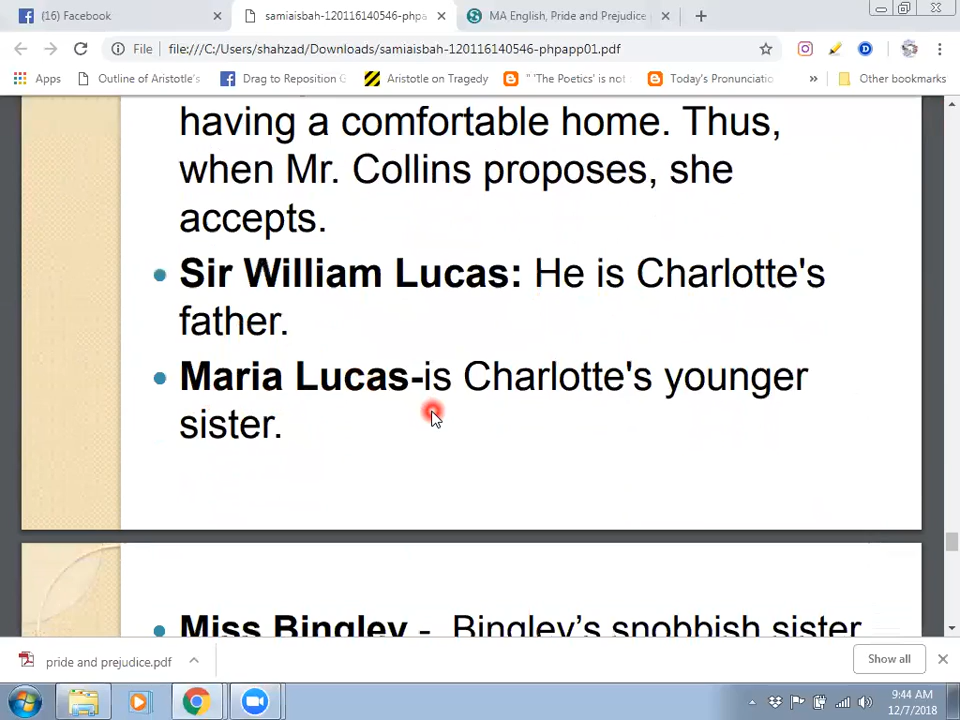 (16) Facebook
samiaisbah-120116140546-phpa
MA English, Pride and Prejudice
File
file:///C:/Users/shahzad/Downloads/samiaisbah-120116140546-phpapp01.pdf
Apps
Outline of Aristotle's
Drag to Reposition
Aristotle on Tragedy
" 'The Poetics' is not
Today's Pronunciatio
»
Other bookmarks
having a comfortable home. Thus,
when Mr. Collins proposes, she
accepts.
• Sir William Lucas: He is Charlotte's
father.
• Maria Lucas-is Charlotte's younger
sister.
• Miss Bingley - Bingley's snobbish sister
pride and prejudice.pdf
Show all
9:44 AM
12/7/2018